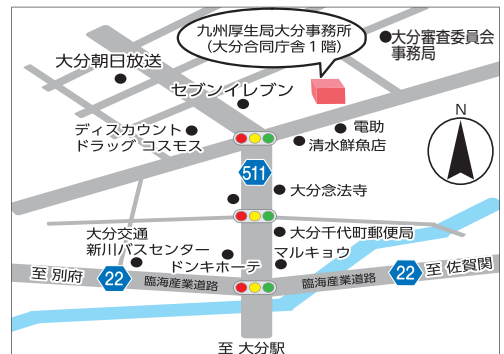 九州厚生局大分事務所
(大分合同庁舎1階)
大分審査委員会
事務局
大分朝日放送
セブンイレブン
ディスカウント
ドラッグ コスモス
電助
清水鮮魚店
N
511
大分念法寺
大分千代町郵便局
大分交通
新川バスセンター
ドンキホーテ
マルキョウ
至 別府
22
臨海産業道路
臨海産業道路
22
至 佐賀関
至 大分駅